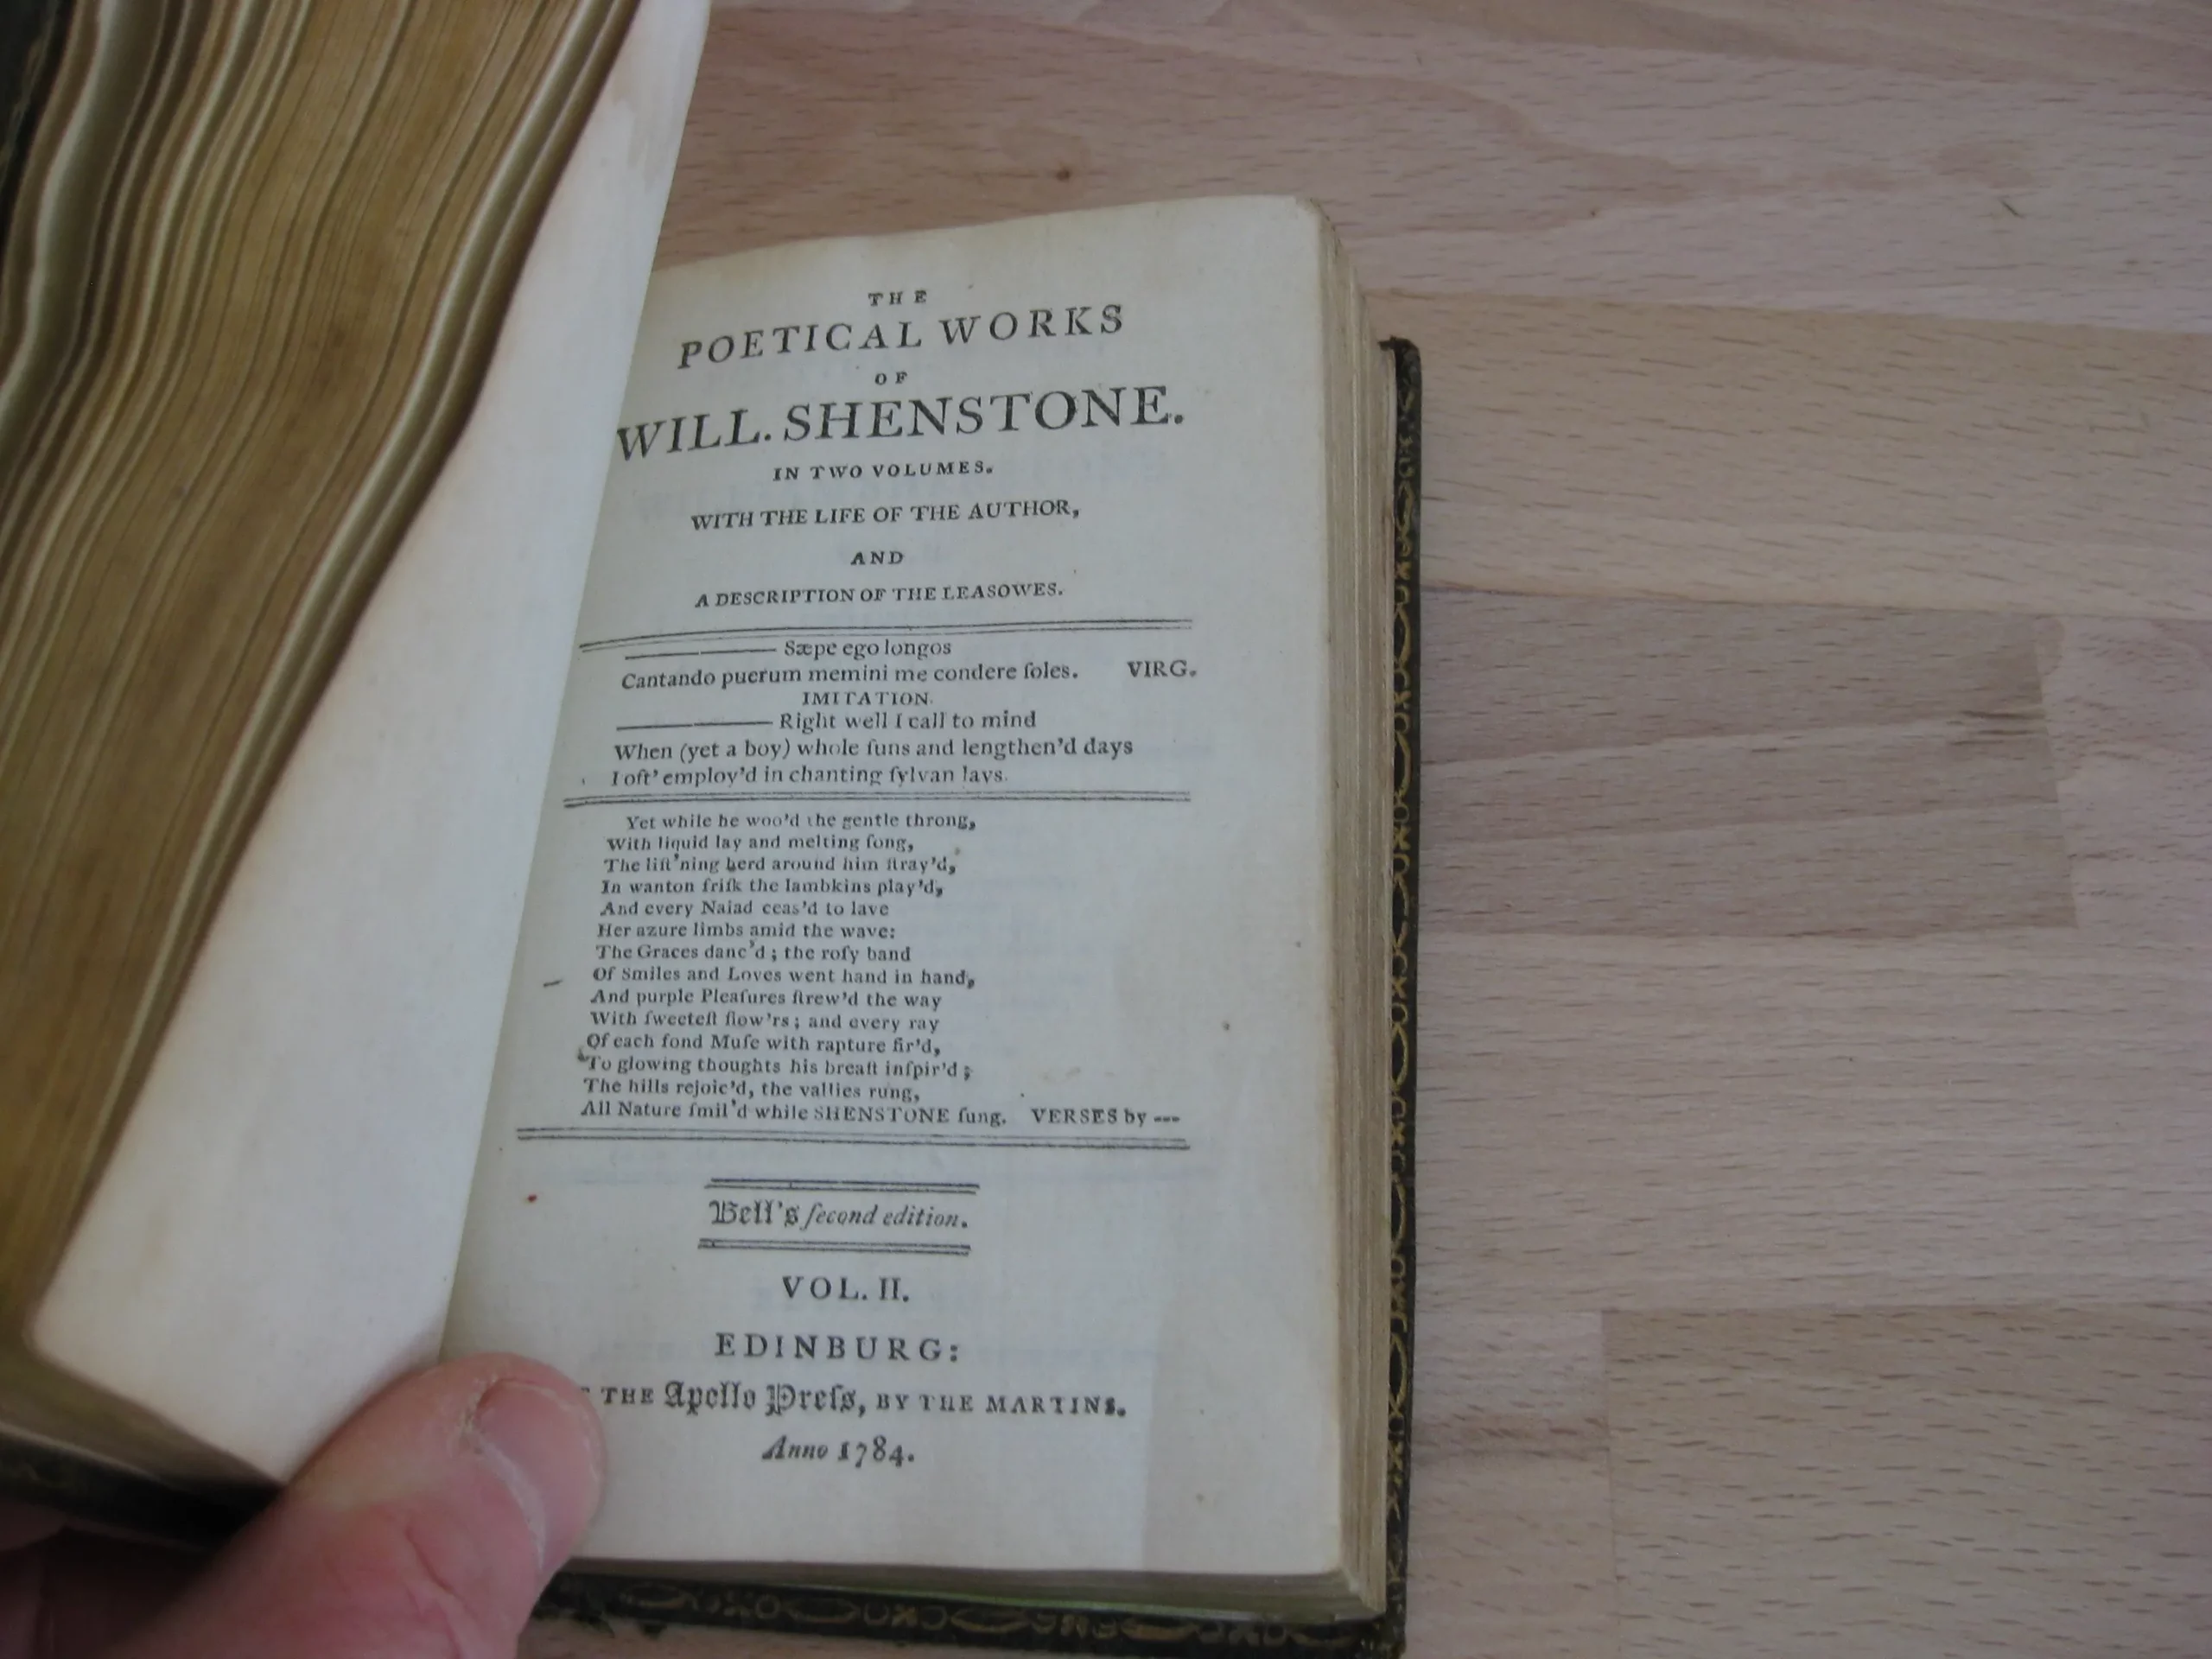 THE
POETICAL WORKS
OF
WILL. SHENSTONE.
IN TWO VOLUMES.
WITH THE LIFE OF THE AUTHOR,
AND
A DESCRIPTION OF THE LEASOWES.
———— Sæpe ego longos
Cantando puerum memini me condere ſoles. VIRG.
IMITATION.
———— Right well I call to mind
When (yet a boy) whole ſuns and lengthen'd days
I oft' employ'd in chanting ſylvan lays.
Yet while he woo'd the gentle throng,
With liquid lay and melting ſong,
The liſt'ning herd around him ſtray'd,
In wanton friſk the lambkins play'd,
And every Naiad ceas'd to lave
Her azure limbs amid the wave:
The Graces danc'd; the roſy band
Of Smiles and Loves went hand in hand,
And purple Pleaſures ſtrew'd the way
With ſweeteſt flow'rs; and every ray
Of each fond Muſe with rapture fir'd,
To glowing thoughts his breaſt inſpir'd;
The hills rejoic'd, the vallies rung,
All Nature ſmil'd while SHENSTONE ſung. VERSES by ---
Bell's ſecond edition.
VOL. II.
EDINBURG:
THE Apollo Preſs, BY THE MARTINS.
Anno 1784.